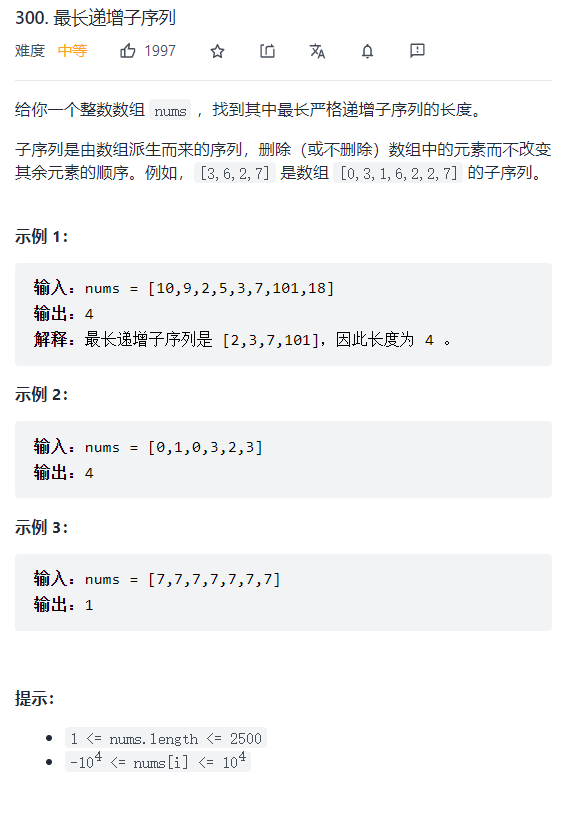 300. 最长递增子序列
难度 中等 1997
给你一个整数数组 nums ，找到其中最长严格递增子序列的长度。
子序列是由数组派生而来的序列，删除（或不删除）数组中的元素而不改变
其余元素的顺序。例如，[3,6,2,7] 是数组 [0,3,1,6,2,2,7] 的子序列。
示例 1：
输入：nums = [10,9,2,5,3,7,101,18]
输出：4
解释：最长递增子序列是 [2,3,7,101]，因此长度为 4 。
示例 2：
输入：nums = [0,1,0,3,2,3]
输出：4
示例 3：
输入：nums = [7,7,7,7,7,7,7]
输出：1
提示：
• 1 <= nums.length <= 2500
• -10⁴ <= nums[i] <= 10⁴